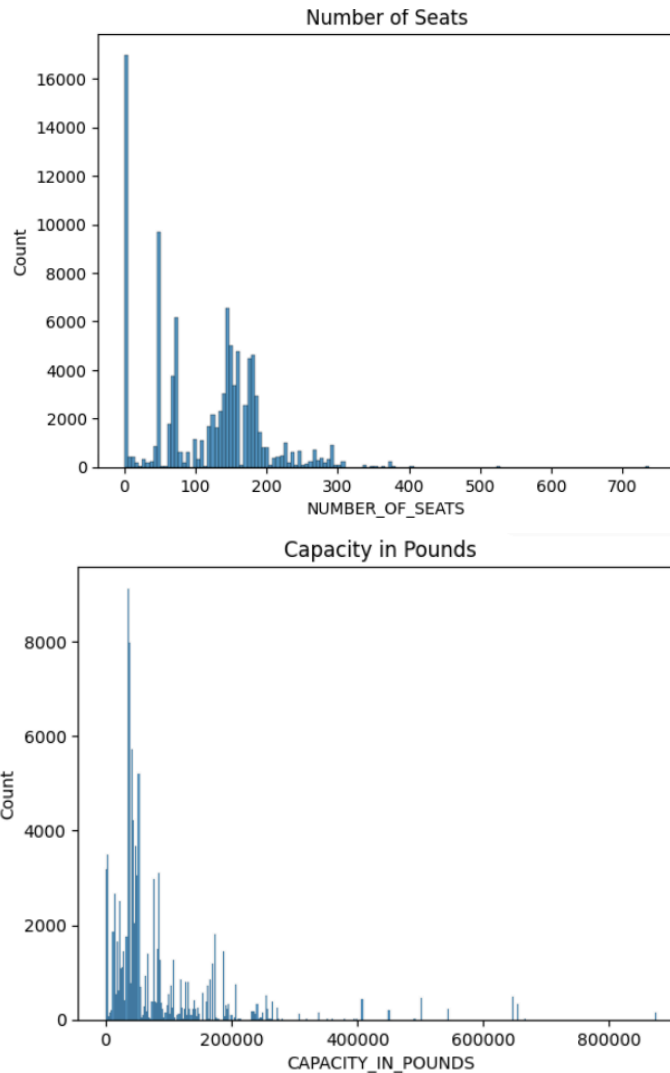 Number of Seats
16000
14000
12000
10000
8000
6000
4000
2000
0
Count
0 100 200 300 400 500 600 700
NUMBER_OF_SEATS
Capacity in Pounds
8000
6000
4000
2000
0
Count
0 200000 400000 600000 800000
CAPACITY_IN_POUNDS